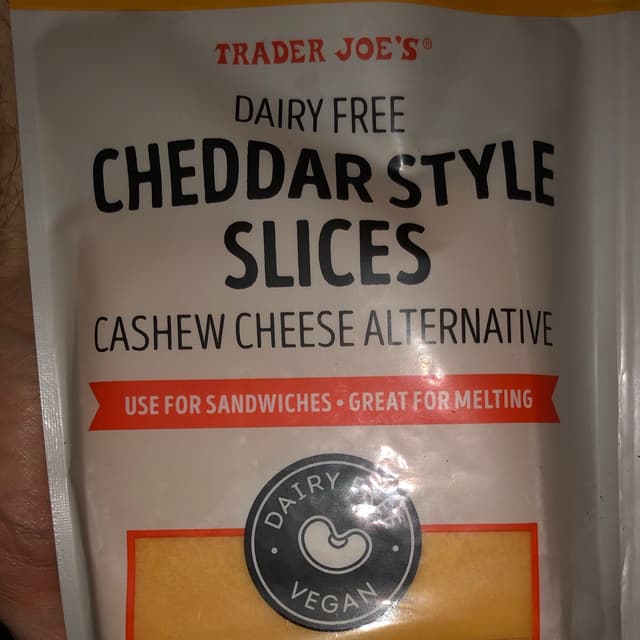 TRADER JOE'S®
DAIRY FREE
CHEDDAR STYLE
SLICES
CASHEW CHEESE ALTERNATIVE
USE FOR SANDWICHES • GREAT FOR MELTING
DAIRY
• VEGAN •